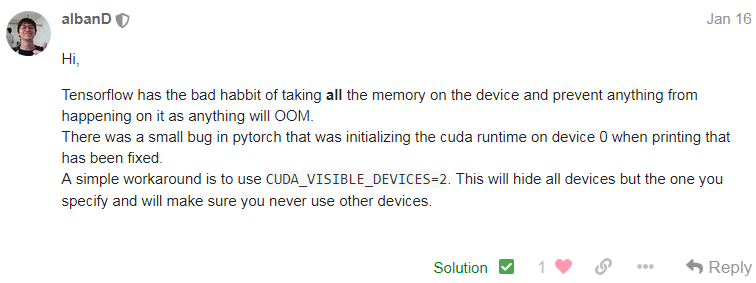 albanD
Jan 16
Hi,
Tensorflow has the bad habbit of taking all the memory on the device and prevent anything from
happening on it as anything will OOM.
There was a small bug in pytorch that was initializing the cuda runtime on device 0 when printing that
has been fixed.
A simple workaround is to use CUDA_VISIBLE_DEVICES=2. This will hide all devices but the one you
specify and will make sure you never use other devices.
Solution 1 Reply